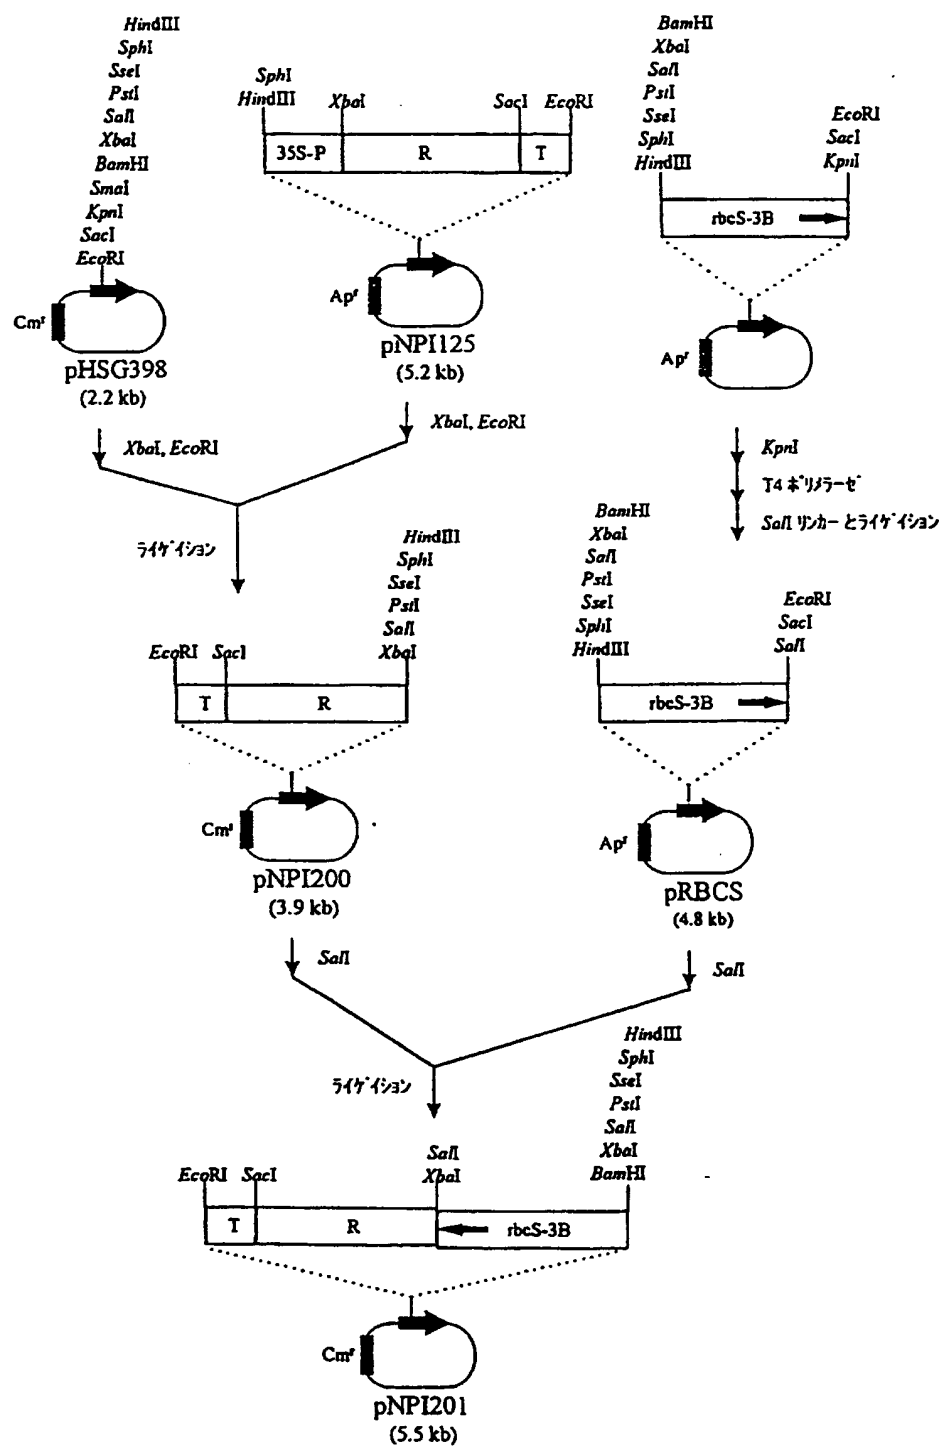 HindIII
SphI
SseI
PstI
SalI
XbaI
BamHI
SmaI
KpnI
SacI
EcoRI
Cmʳ
pHSG398
(2.2 kb)
SphI
HindIII
XbaI
SacI
EcoRI
35S-P
R
T
Apʳ
pNPI125
(5.2 kb)
BamHI
XbaI
SalI
PstI
SseI
SphI
HindIII
EcoRI
SacI
KpnI
rbcS-3B
Apʳ
XbaI, EcoRI
XbaI, EcoRI
ライゲイション
KpnI
T4 ポリメラーゼ
SalI リンカーとライゲイション
EcoRI
SacI
HindIII
SphI
SseI
PstI
SalI
XbaI
T
R
Cmʳ
pNPI200
(3.9 kb)
BamHI
XbaI
SalI
PstI
SseI
SphI
HindIII
EcoRI
SacI
SalI
rbcS-3B
Apʳ
pRBCS
(4.8 kb)
SalI
SalI
ライゲイション
EcoRI
SacI
SalI
XbaI
HindIII
SphI
SseI
PstI
SalI
XbaI
BamHI
T
R
rbcS-3B
Cmʳ
pNPI201
(5.5 kb)